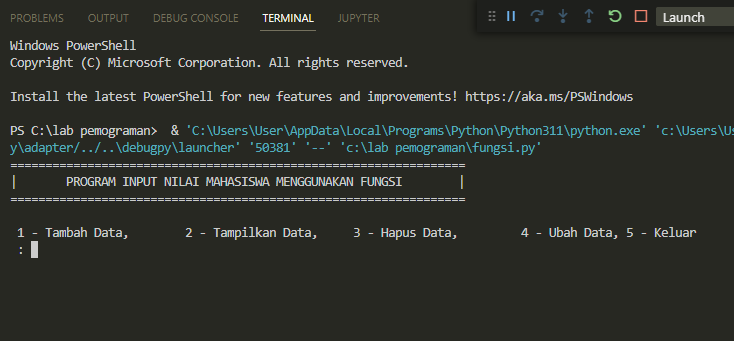 PROBLEMS OUTPUT DEBUG CONSOLE TERMINAL JUPYTER Launch
Windows PowerShell
Copyright (C) Microsoft Corporation. All rights reserved.
Install the latest PowerShell for new features and improvements! https://aka.ms/PSWindows
PS C:\lab pemograman>  & 'C:\Users\User\AppData\Local\Programs\Python\Python311\python.exe' 'c:\Users\Us
y\adapter/../..\debugpy\launcher' '50381' '--' 'c:\lab pemograman\fungsi.py'
=================================================================
|       PROGRAM INPUT NILAI MAHASISWA MENGGUNAKAN FUNGSI        |
=================================================================
1 - Tambah Data,        2 - Tampilkan Data,     3 - Hapus Data,         4 - Ubah Data, 5 - Keluar
: